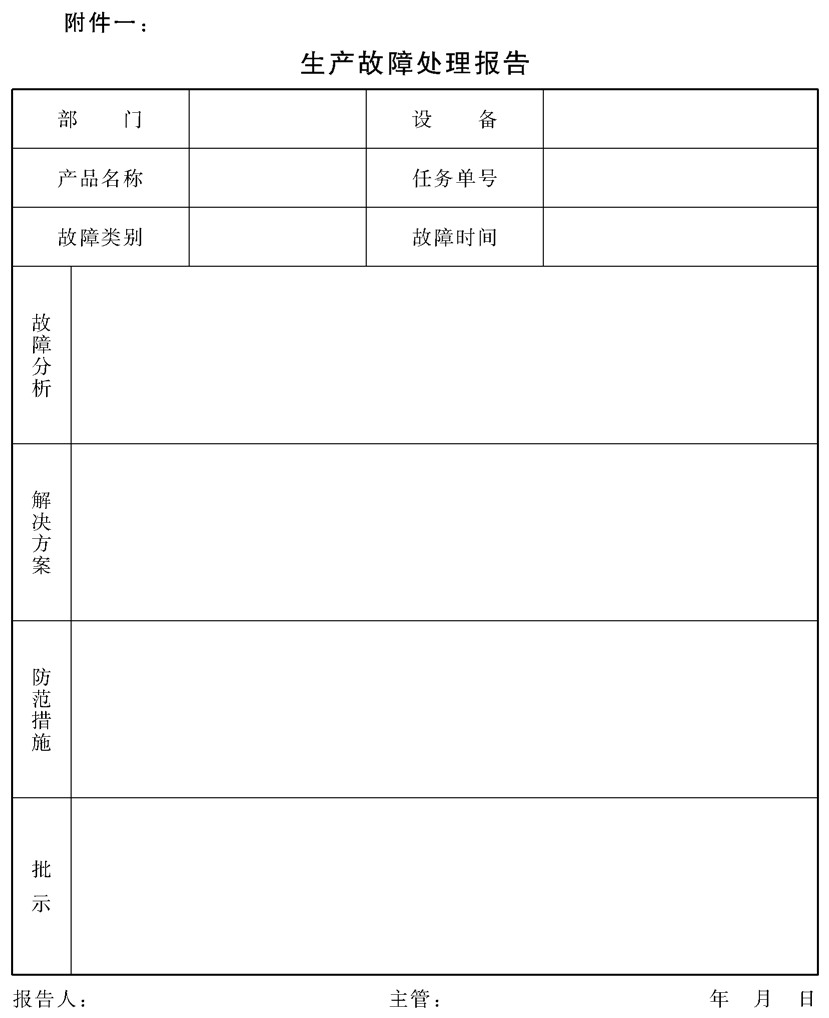 附件一：
生产故障处理报告
部　　门　设　　备
产品名称　任务单号
故障类别　故障时间
故障分析
解决方案
防范措施
批示
报告人：　主管：　年　月　日